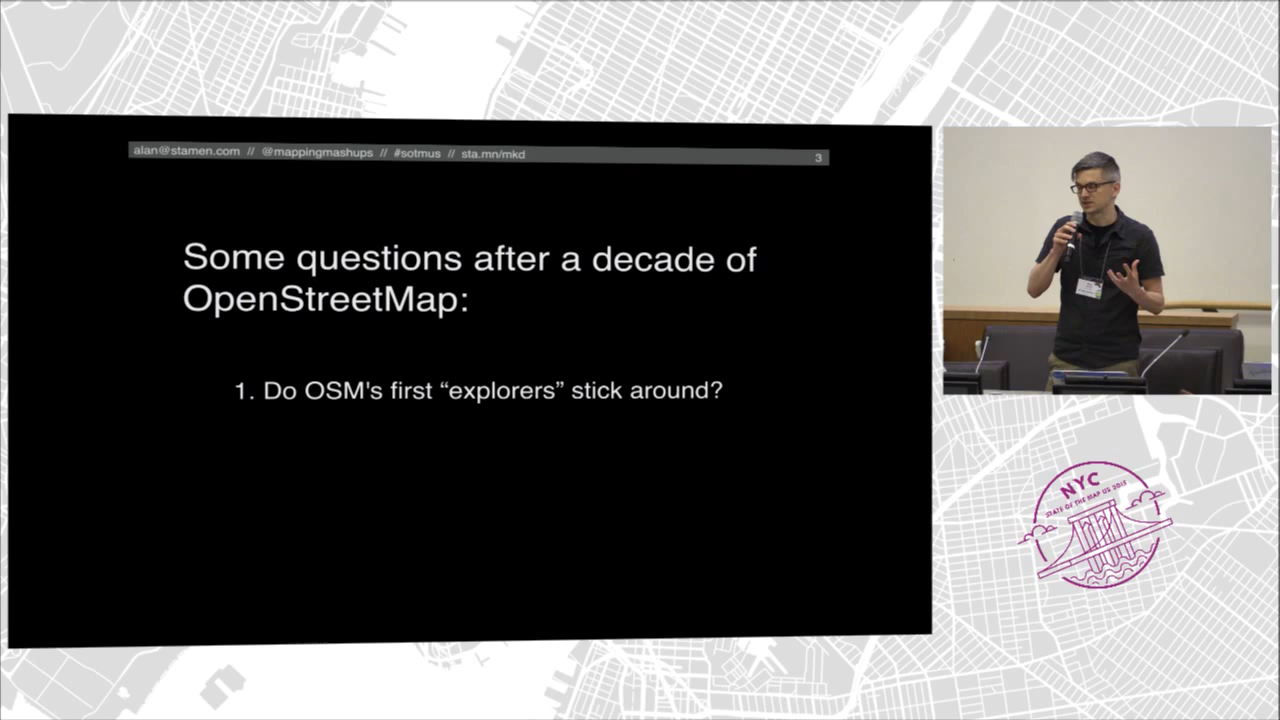 alan@stamen.com // @mappingmashups // #sotmus // sta.mn/mkd
3
Some questions after a decade of
OpenStreetMap:
1. Do OSM's first “explorers” stick around?
NYC
STATE OF THE MAP US 2015